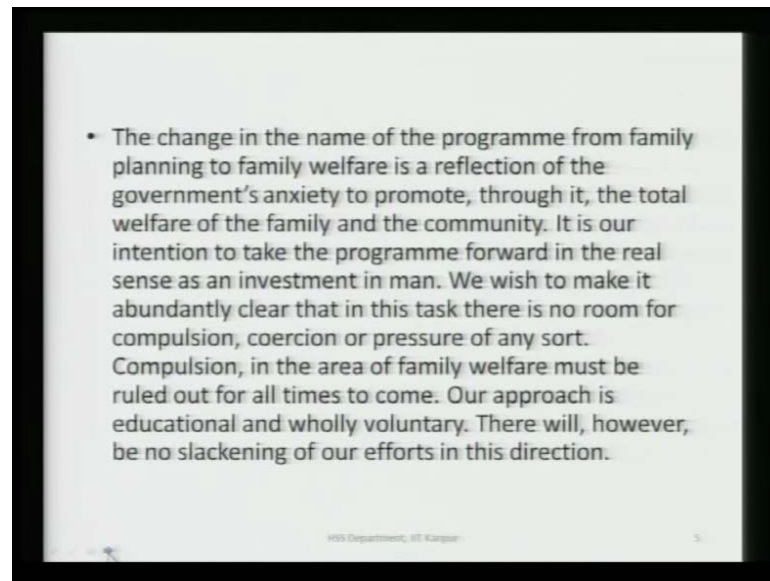 • The change in the name of the programme from family
planning to family welfare is a reflection of the
government's anxiety to promote, through it, the total
welfare of the family and the community. It is our
intention to take the programme forward in the real
sense as an investment in man. We wish to make it
abundantly clear that in this task there is no room for
compulsion, coercion or pressure of any sort.
Compulsion, in the area of family welfare must be
ruled out for all times to come. Our approach is
educational and wholly voluntary. There will, however,
be no slackening of our efforts in this direction.
HSS Department, IIT Kanpur
5